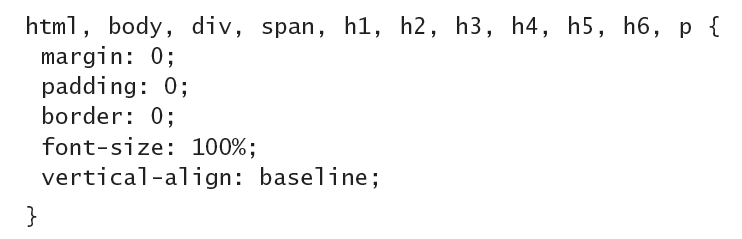 html, body, div, span, h1, h2, h3, h4, h5, h6, p {
margin: 0;
padding: 0;
border: 0;
font-size: 100%;
vertical-align: baseline;
}